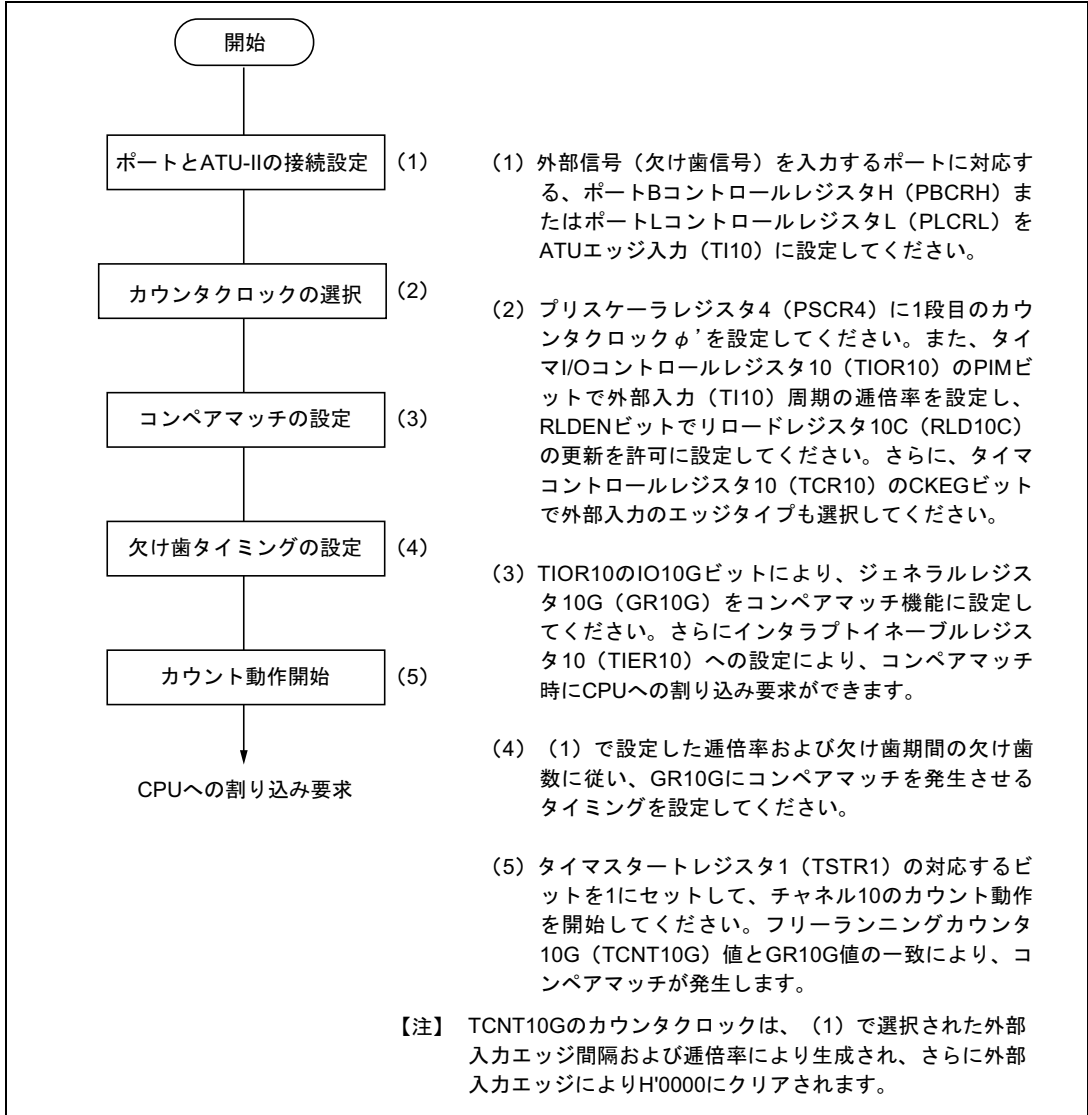 開始
ポートとATU-IIの接続設定 (1)
カウンタクロックの選択 (2)
コンペアマッチの設定 (3)
欠け歯タイミングの設定 (4)
カウント動作開始 (5)
CPUへの割り込み要求
(1) 外部信号（欠け歯信号）を入力するポートに対応す
る、ポートBコントロールレジスタH（PBCRH）ま
たはポートLコントロールレジスタL（PLCRL）を
ATUエッジ入力（TI10）に設定してください。
(2) プリスケーラレジスタ4（PSCR4）に1段目のカウ
ンタクロックφ’を設定してください。また、タイ
マI/Oコントロールレジスタ10（TIOR10）のPIMビ
ットで外部入力（TI10）周期の逓倍率を設定し、
RLDENビットでリロードレジスタ10C（RLD10C）
の更新を許可に設定してください。さらに、タイマ
コントロールレジスタ10（TCR10）のCKEGビット
で外部入力のエッジタイプも選択してください。
(3) TIOR10のIO10Gビットにより、ジェネラルレジス
タ10G（GR10G）をコンペアマッチ機能に設定し
てください。さらにインタラプトイネーブルレジス
タ10（TIER10）への設定により、コンペアマッチ
時にCPUへの割り込み要求ができます。
(4) （1）で設定した逓倍率および欠け歯期間の欠け歯
数に従い、GR10Gにコンペアマッチを発生させる
タイミングを設定してください。
(5) タイマスタートレジスタ1（TSTR1）の対応するビ
ットを1にセットして、チャネル10のカウント動作
を開始してください。フリーランニングカウンタ
10G（TCNT10G）値とGR10G値の一致により、コ
ンペアマッチが発生します。
【注】 TCNT10Gのカウンタクロックは、（1）で選択された外部
入力エッジ間隔および逓倍率により生成され、さらに外部
入力エッジによりH'0000にクリアされます。